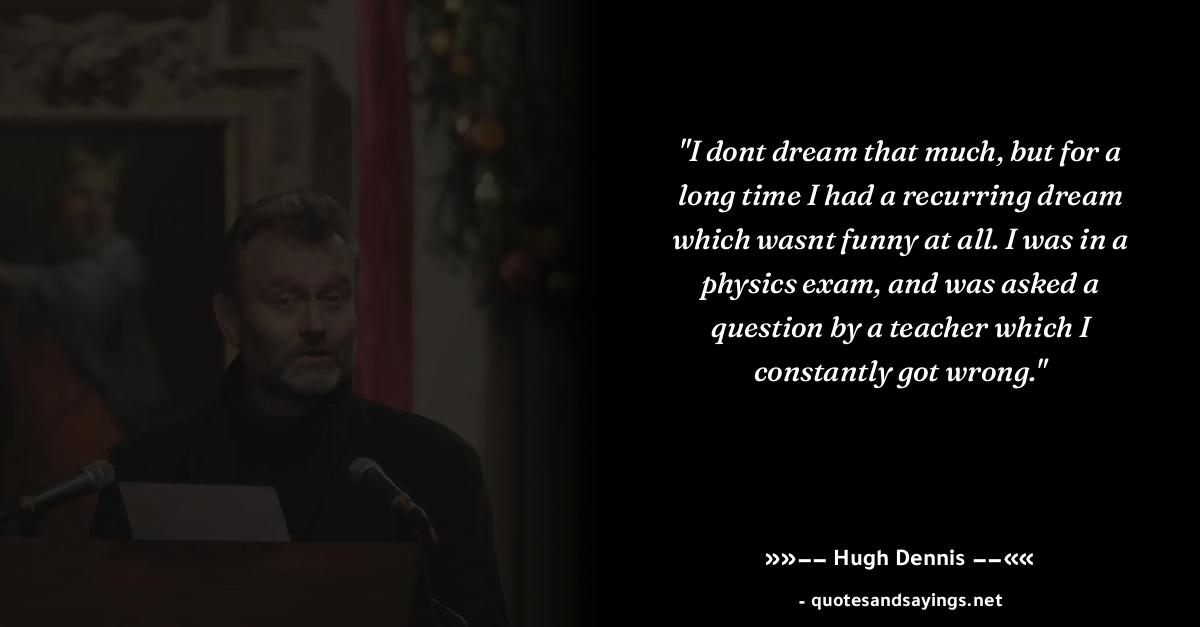 "I dont dream that much, but for a
long time I had a recurring dream
which wasnt funny at all. I was in a
physics exam, and was asked a
question by a teacher which I
constantly got wrong."
»»−− Hugh Dennis −−««
- quotesandsayings.net